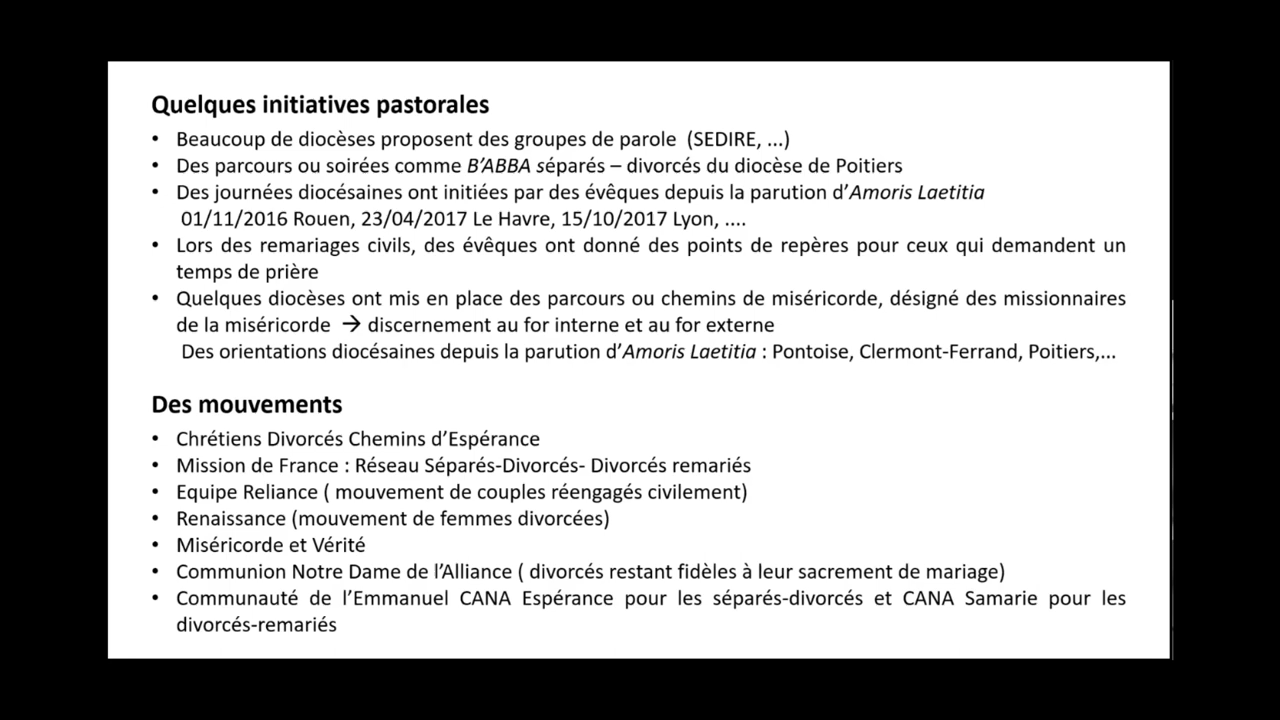 Quelques initiatives pastorales
• Beaucoup de diocèses proposent des groupes de parole (SEDIRE, ...)
• Des parcours ou soirées comme B'ABBA séparés – divorcés du diocèse de Poitiers
• Des journées diocésaines ont initiées par des évêques depuis la parution d'Amoris Laetitia
01/11/2016 Rouen, 23/04/2017 Le Havre, 15/10/2017 Lyon, ....
• Lors des remariages civils, des évêques ont donné des points de repères pour ceux qui demandent un
temps de prière
• Quelques diocèses ont mis en place des parcours ou chemins de miséricorde, désigné des missionnaires
de la miséricorde → discernement au for interne et au for externe
Des orientations diocésaines depuis la parution d'Amoris Laetitia : Pontoise, Clermont-Ferrand, Poitiers,...
Des mouvements
• Chrétiens Divorcés Chemins d'Espérance
• Mission de France : Réseau Séparés-Divorcés- Divorcés remariés
• Equipe Reliance ( mouvement de couples réengagés civilement)
• Renaissance (mouvement de femmes divorcées)
• Miséricorde et Vérité
• Communion Notre Dame de l'Alliance ( divorcés restant fidèles à leur sacrement de mariage)
• Communauté de l'Emmanuel CANA Espérance pour les séparés-divorcés et CANA Samarie pour les
divorcés-remariés